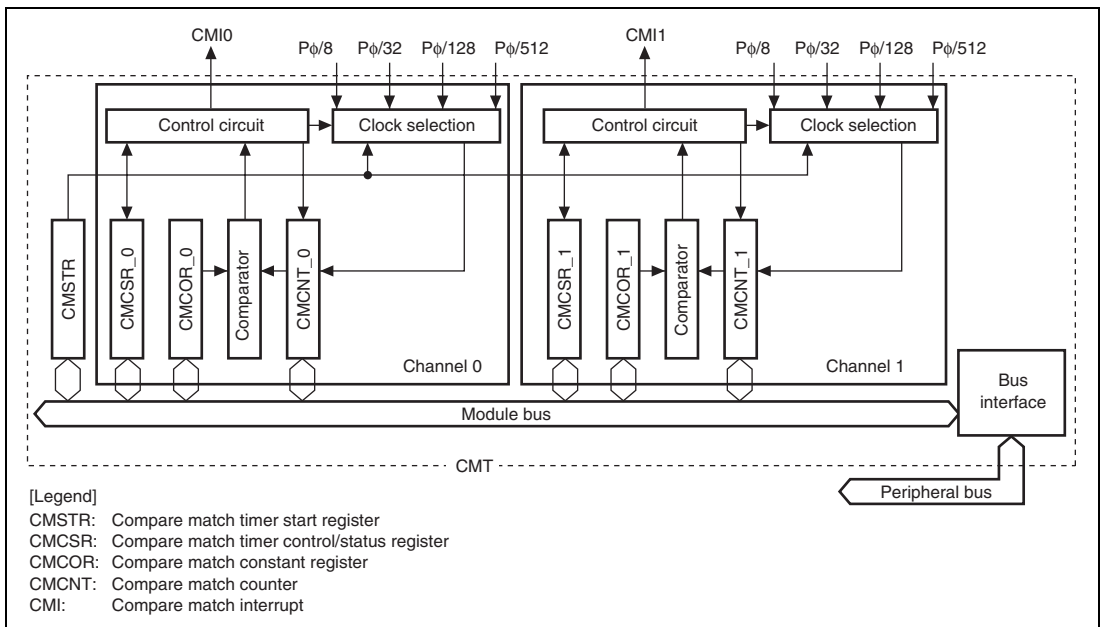 CMI0 Pϕ/8 Pϕ/32 Pϕ/128 Pϕ/512 CMI1 Pϕ/8 Pϕ/32 Pϕ/128 Pϕ/512
Control circuit Clock selection Control circuit Clock selection
CMSTR
CMCSR_0
CMCOR_0
Comparator
CMCNT_0
CMCSR_1
CMCOR_1
Comparator
CMCNT_1
Channel 0
Channel 1
Bus
interface
Module bus
CMT
Peripheral bus
[Legend]
CMSTR: Compare match timer start register
CMCSR: Compare match timer control/status register
CMCOR: Compare match constant register
CMCNT: Compare match counter
CMI: Compare match interrupt